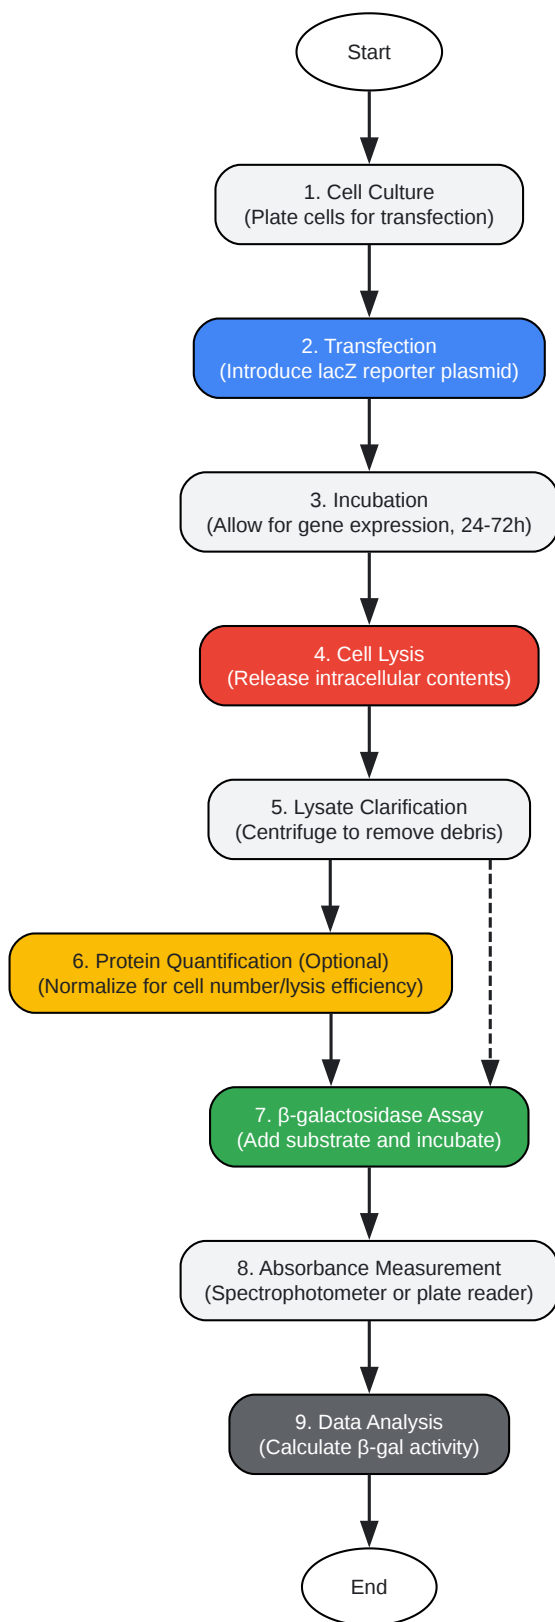 Start
1. Cell Culture
(Plate cells for transfection)
2. Transfection
(Introduce lacZ reporter plasmid)
3. Incubation
(Allow for gene expression, 24-72h)
4. Cell Lysis
(Release intracellular contents)
5. Lysate Clarification
(Centrifuge to remove debris)
6. Protein Quantification (Optional)
(Normalize for cell number/lysis efficiency)
7. β-galactosidase Assay
(Add substrate and incubate)
8. Absorbance Measurement
(Spectrophotometer or plate reader)
9. Data Analysis
(Calculate β-gal activity)
End